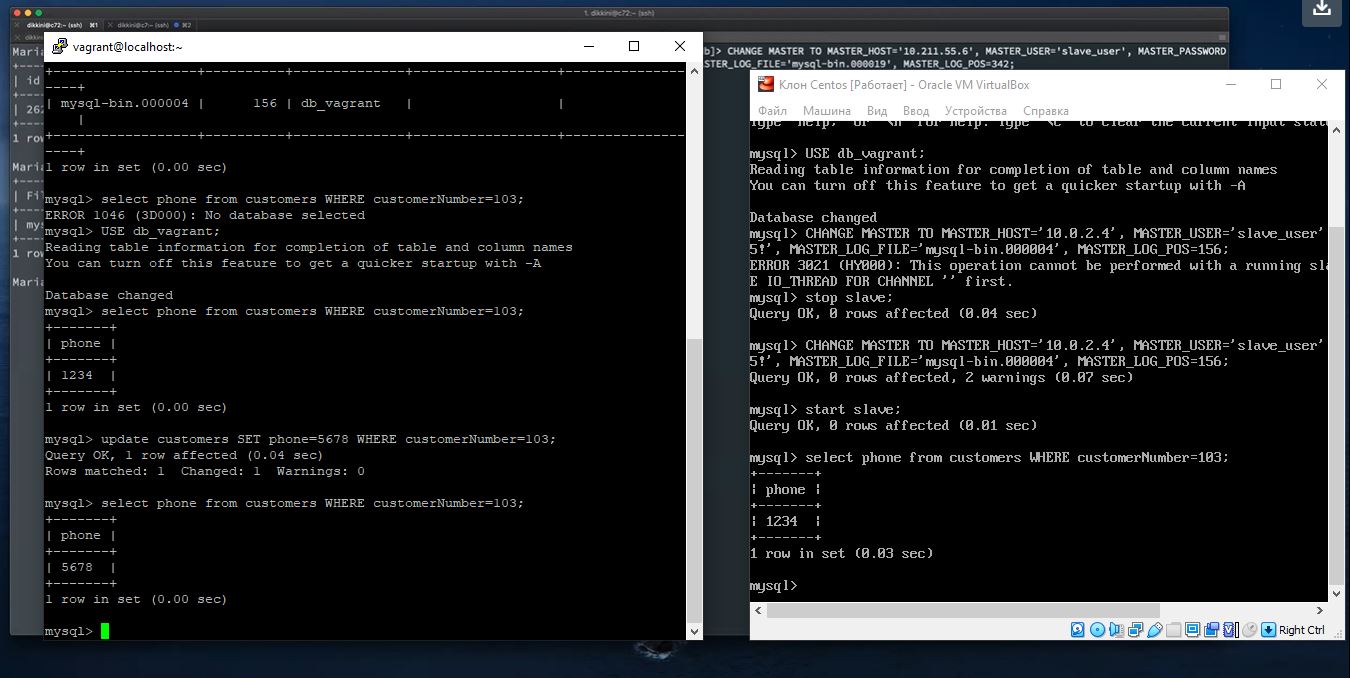 1. dikkini@c72:~ (ssh)
dikkini@c72:~ (ssh) ⌘1
dikkini@c7:~ (ssh) ⌘2
Maria
| id
| 262
1 row
Maria
| Fil
| mys
1 row
Maria
b]> CHANGE MASTER TO MASTER_HOST='10.211.55.6', MASTER_USER='slave_user', MASTER_PASSWORD
STER_LOG_FILE='mysql-bin.000019', MASTER_LOG_POS=342;
vagrant@localhost:~
+------------------+----------+--------------+------------------+---------------
----+
| mysql-bin.000004 |      156 | db_vagrant   |                  |
    |
+------------------+----------+--------------+------------------+---------------
----+
1 row in set (0.00 sec)
mysql> select phone from customers WHERE customerNumber=103;
ERROR 1046 (3D000): No database selected
mysql> USE db_vagrant;
Reading table information for completion of table and column names
You can turn off this feature to get a quicker startup with -A
Database changed
mysql> select phone from customers WHERE customerNumber=103;
+-------+
| phone |
+-------+
| 1234  |
+-------+
1 row in set (0.00 sec)
mysql> update customers SET phone=5678 WHERE customerNumber=103;
Query OK, 1 row affected (0.04 sec)
Rows matched: 1  Changed: 1  Warnings: 0
mysql> select phone from customers WHERE customerNumber=103;
+-------+
| phone |
+-------+
| 5678  |
+-------+
1 row in set (0.00 sec)
mysql>
Клон Centos [Работает] - Oracle VM VirtualBox
Файл Машина Вид Ввод Устройства Справка
Type 'help;' or '\h' for help. Type '\c' to clear the current input stat
mysql> USE db_vagrant;
Reading table information for completion of table and column names
You can turn off this feature to get a quicker startup with -A
Database changed
mysql> CHANGE MASTER TO MASTER_HOST='10.0.2.4', MASTER_USER='slave_user'
5!', MASTER_LOG_FILE='mysql-bin.000004', MASTER_LOG_POS=156;
ERROR 3021 (HY000): This operation cannot be performed with a running sla
E IO_THREAD FOR CHANNEL '' first.
mysql> stop slave;
Query OK, 0 rows affected (0.04 sec)
mysql> CHANGE MASTER TO MASTER_HOST='10.0.2.4', MASTER_USER='slave_user'
5!', MASTER_LOG_FILE='mysql-bin.000004', MASTER_LOG_POS=156;
Query OK, 0 rows affected, 2 warnings (0.07 sec)
mysql> start slave;
Query OK, 0 rows affected (0.01 sec)
mysql> select phone from customers WHERE customerNumber=103;
+-------+
| phone |
+-------+
| 1234  |
+-------+
1 row in set (0.03 sec)
mysql>
Right Ctrl